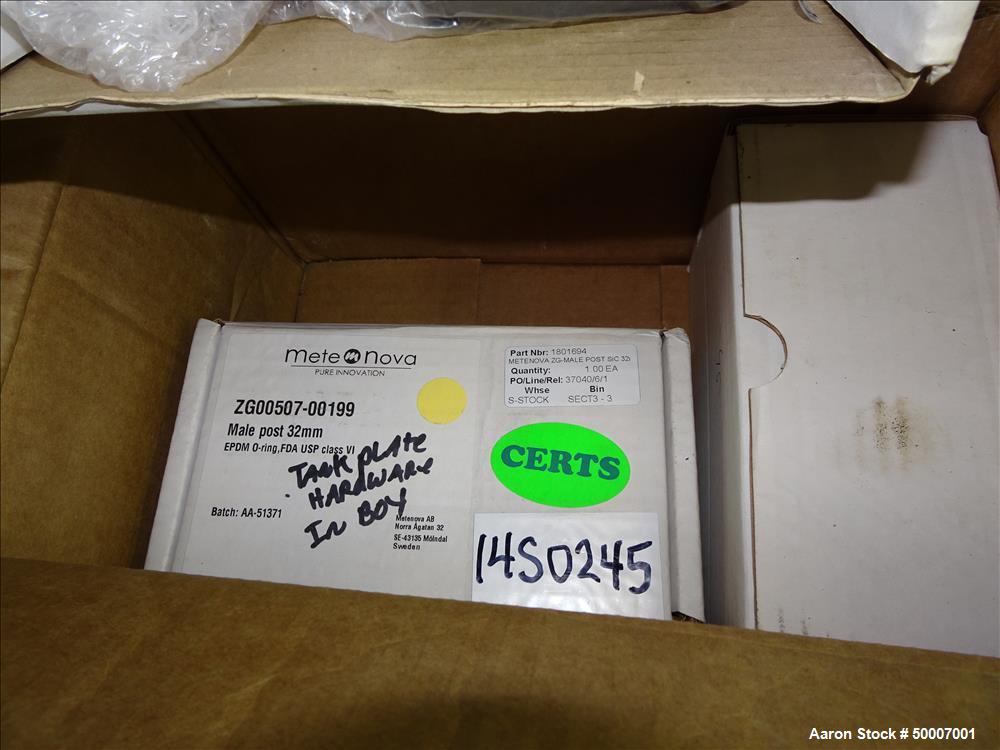 metenova
PURE INNOVATION
ZG00507-00199
Male post 32mm
EPDM O-ring, FDA USP class VI
TANK PLATE
HARDWARE
IN BOX
Batch: AA-51371
Metenova AB
Norra Ågatan 32
SE-43135 Mölndal
Sweden
Part Nbr: 1801694
METENOVA ZG-MALE POST SiC 32
Quantity: 1.00 EA
PO/Line/Rel: 37040/6/1
Whse Bin
S-STOCK SECT3 - 3
CERTS
14S0245
Aaron Stock # 50007001